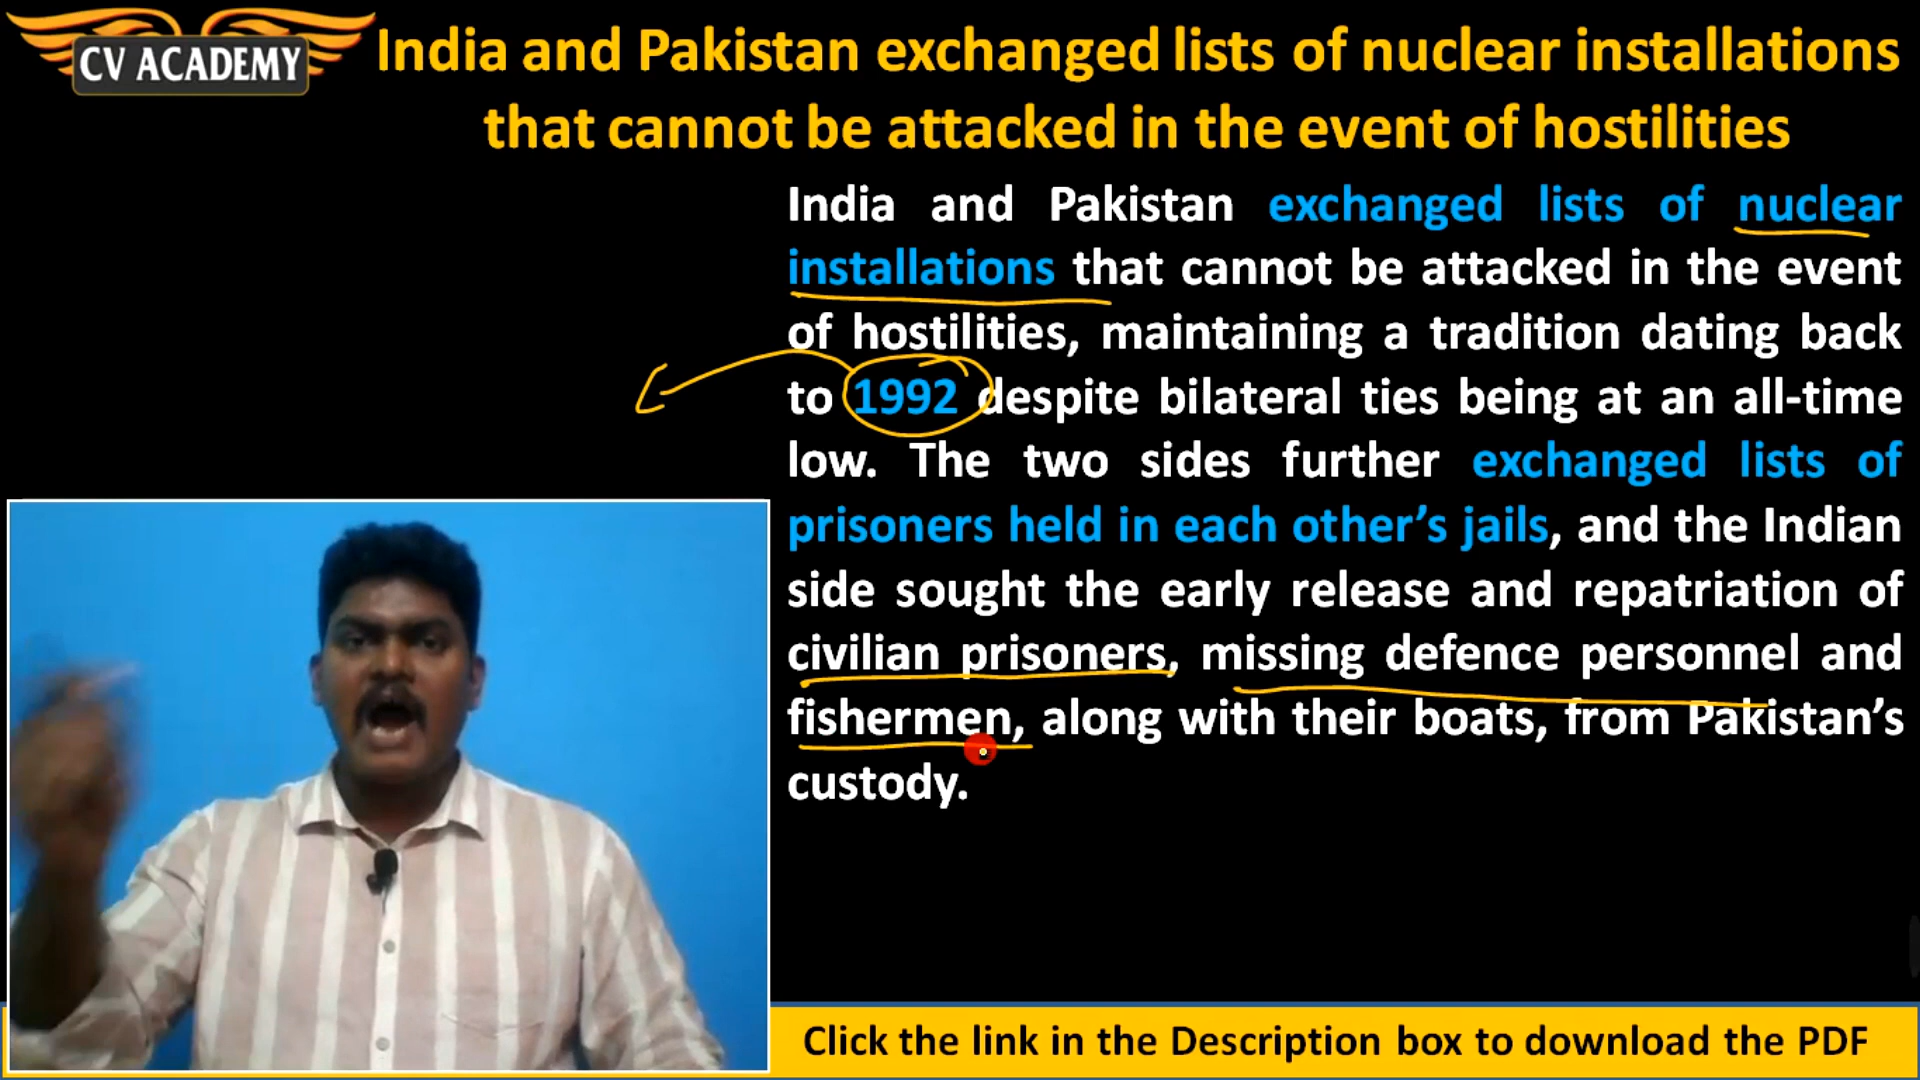 CV ACADEMY
India and Pakistan exchanged lists of nuclear installations
that cannot be attacked in the event of hostilities
India and Pakistan exchanged lists of nuclear
installations that cannot be attacked in the event
of hostilities, maintaining a tradition dating back
to 1992 despite bilateral ties being at an all-time
low. The two sides further exchanged lists of
prisoners held in each other’s jails, and the Indian
side sought the early release and repatriation of
civilian prisoners, missing defence personnel and
fishermen, along with their boats, from Pakistan’s
custody.
Click the link in the Description box to download the PDF